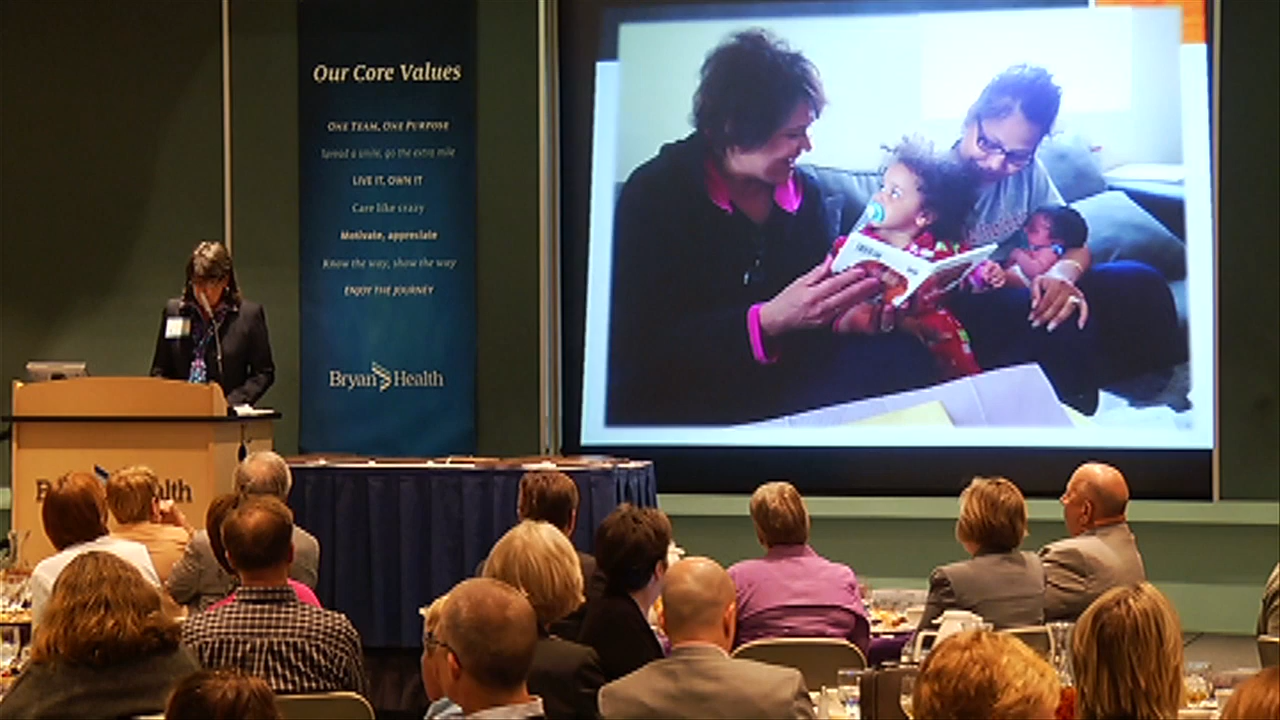 Our Core Values
ONE TEAM, ONE PURPOSE
Spread a smile, go the extra mile
LIVE IT, OWN IT
Care like crazy
Motivate, appreciate
Know the way, show the way
ENJOY THE JOURNEY
Bryan Health